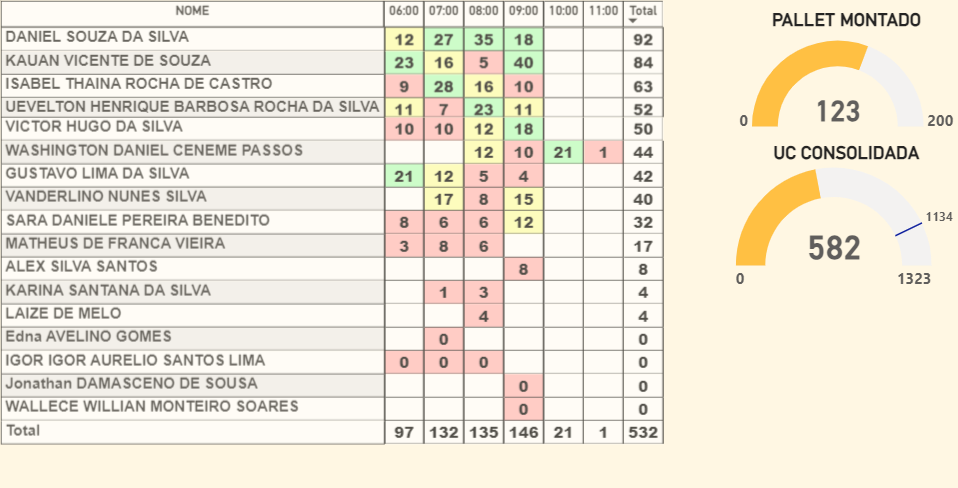 NOME 06:00 07:00 08:00 09:00 10:00 11:00 Total
DANIEL SOUZA DA SILVA 12 27 35 18 92
KAUAN VICENTE DE SOUZA 23 16 5 40 84
ISABEL THAINA ROCHA DE CASTRO 9 28 16 10 63
UEVELTON HENRIQUE BARBOSA ROCHA DA SILVA 11 7 23 11 52
VICTOR HUGO DA SILVA 10 10 12 18 50
WASHINGTON DANIEL CENEME PASSOS 12 10 21 1 44
GUSTAVO LIMA DA SILVA 21 12 5 4 42
VANDERLINO NUNES SILVA 17 8 15 40
SARA DANIELE PEREIRA BENEDITO 8 6 6 12 32
MATHEUS DE FRANCA VIEIRA 3 8 6 17
ALEX SILVA SANTOS 8 8
KARINA SANTANA DA SILVA 1 3 4
LAIZE DE MELO 4 4
Edna AVELINO GOMES 0 0
IGOR IGOR AURELIO SANTOS LIMA 0 0 0 0
Jonathan DAMASCENO DE SOUSA 0 0
WALLECE WILLIAN MONTEIRO SOARES 0 0
Total 97 132 135 146 21 1 532
PALLET MONTADO
123
0 200
UC CONSOLIDADA
1134
582
0 1323